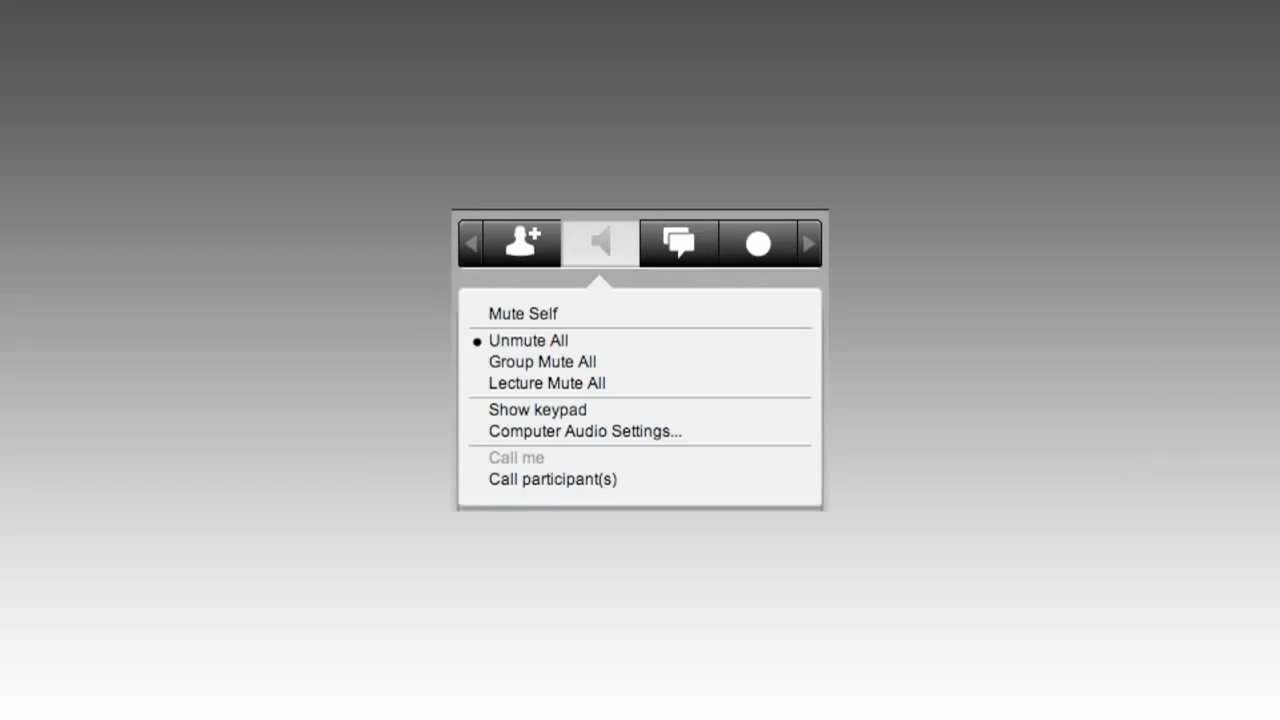 Mute Self
Unmute All
Group Mute All
Lecture Mute All
Show keypad
Computer Audio Settings...
Call me
Call participant(s)